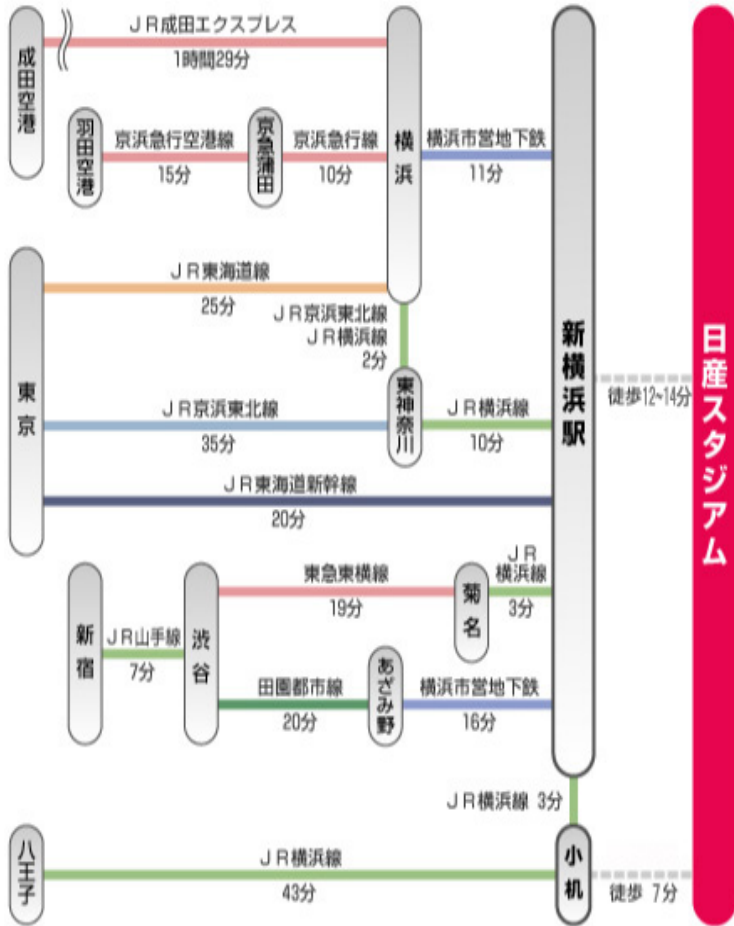 JR成田エクスプレス
1時間29分
成田空港
羽田空港
京浜急行空港線
15分
京急蒲田
京浜急行線
10分
横浜
横浜市営地下鉄
11分
JR東海道線
25分
JR京浜東北線
JR横浜線
2分
東京
JR京浜東北線
35分
東神奈川
JR横浜線
10分
新横浜駅
徒歩12~14分
日産スタジアム
JR東海道新幹線
20分
新宿
JR山手線
7分
渋谷
東急東横線
19分
菊名
JR
横浜線
3分
田園都市線
20分
あざみ野
横浜市営地下鉄
16分
JR横浜線 3分
八王子
JR横浜線
43分
小机
徒歩 7分